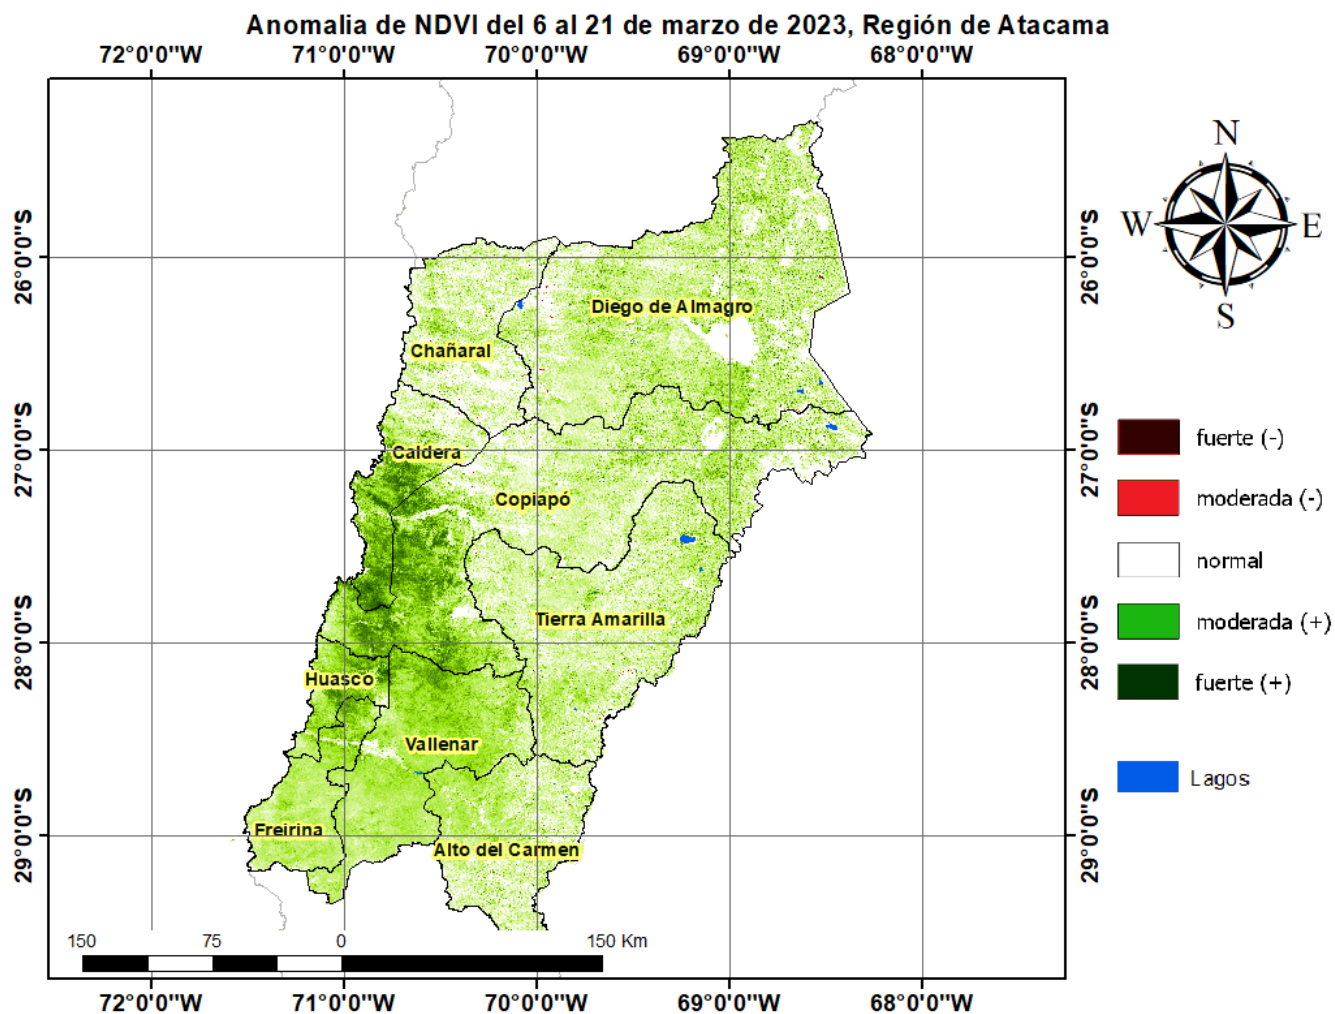 Anomalia de NDVI del 6 al 21 de marzo de 2023, Región de Atacama
72°0'0"W 71°0'0"W 70°0'0"W 69°0'0"W 68°0'0"W
N
W E
S
26°0'0"S 26°0'0"S
Diego de Almagro
Chañaral
27°0'0"S 27°0'0"S
Caldera
Copiapó
fuerte (-)
moderada (-)
normal
moderada (+)
fuerte (+)
Lagos
28°0'0"S 28°0'0"S
Tierra Amarilla
Huasco
Vallenar
29°0'0"S 29°0'0"S
Freirina
Alto del Carmen
150 75 0 150 Km
72°0'0"W 71°0'0"W 70°0'0"W 69°0'0"W 68°0'0"W